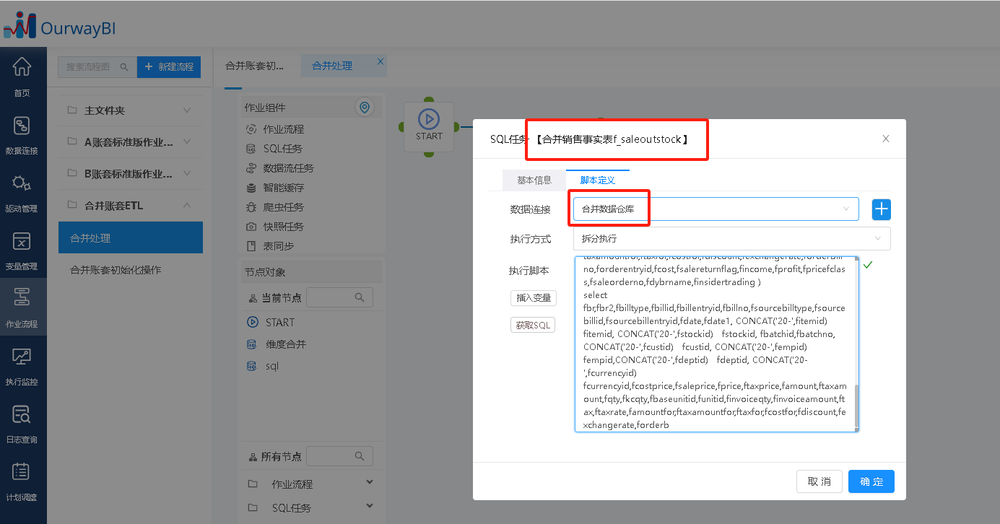 OurwayBI
首页
数据连接
驱动管理
变量管理
作业流程
执行监控
日志查询
计划调度
搜索流程图
+ 新建流程
主文件夹
A账套标准版作业...
B账套标准版作业...
合并账套ETL
合并处理
合并账套初始化操作
合并账套初...
合并处理
作业组件
作业流程
SQL任务
数据流任务
智能缓存
爬虫任务
快照任务
表同步
节点对象
当前节点
START
维度合并
sql
所有节点
作业流程
SQL任务
START
SQL任务【合并销售事实表f_saleoutstock】
基本信息
脚本定义
数据连接
合并数据仓库
执行方式
拆分执行
执行脚本
插入变量
获取SQL
taxamountfor,ftaxfor,fcostfor,fdiscount,fexchangerate,forderbill
no,forderentryid,fcost,fsalereturnflag,fincome,fprofit,fpricefclas
s,fsaleorderno,fdybrname,finsidertrading )
select
fbr,fbr2,fbilltype,fbillid,fbillentryid,fbillno,fsourcebilltype,fsource
billid,fsourcebillentryid,fdate,fdate1, CONCAT('20-',fitemid)
fitemid, CONCAT('20-',fstockid) fstockid, fbatchid,fbatchno,
CONCAT('20-',fcustid) fcustid, CONCAT('20-',fempid)
fempid,CONCAT('20-',fdeptid) fdeptid, CONCAT('20-
',fcurrencyid)
fcurrencyid,fcostprice,fsaleprice,fprice,ftaxprice,famount,ftaxam
ount,fqty,fkcqty,fbaseunitid,funitid,finvoiceqty,finvoiceamount,ft
ax,ftaxrate,famountfor,ftaxamountfor,ftaxfor,fcostfor,fdiscount,fe
xchangerate,forderb
取 消
确 定